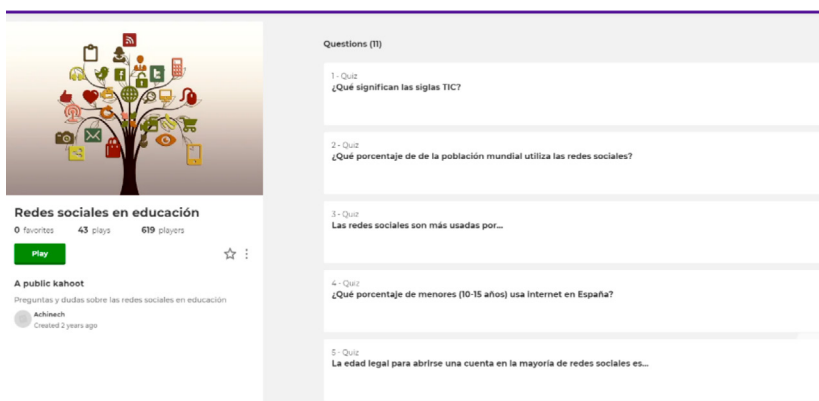 Redes sociales en educación
0 favorites 43 plays 619 players
Play
A public kahoot
Preguntas y dudas sobre las redes sociales en educación
Achinech
Created 2 years ago
Questions (11)
1 - Quiz
¿Qué significan las siglas TIC?
2 - Quiz
¿Qué porcentaje de de la población mundial utiliza las redes sociales?
3 - Quiz
Las redes sociales son más usadas por...
4 - Quiz
¿Qué porcentaje de menores (10-15 años) usa internet en España?
5 - Quiz
La edad legal para abrirse una cuenta en la mayoría de redes sociales es...